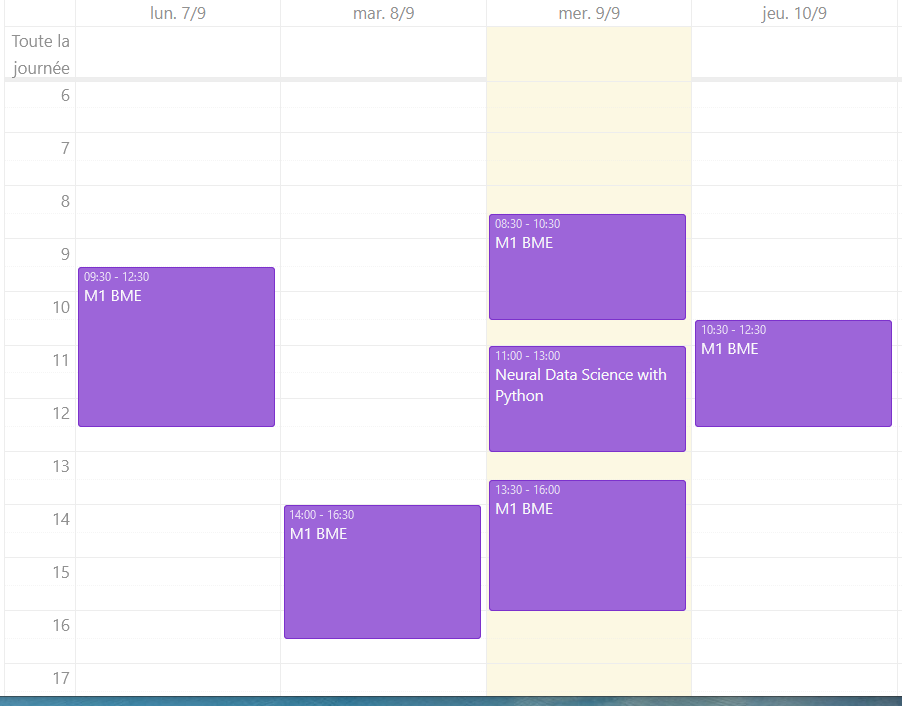 lun. 7/9
mar. 8/9
mer. 9/9
jeu. 10/9
Toute la
journée
6
7
8
9
10
11
12
13
14
15
16
17
09:30 - 12:30
M1 BME
14:00 - 16:30
M1 BME
08:30 - 10:30
M1 BME
11:00 - 13:00
Neural Data Science with
Python
13:30 - 16:00
M1 BME
10:30 - 12:30
M1 BME